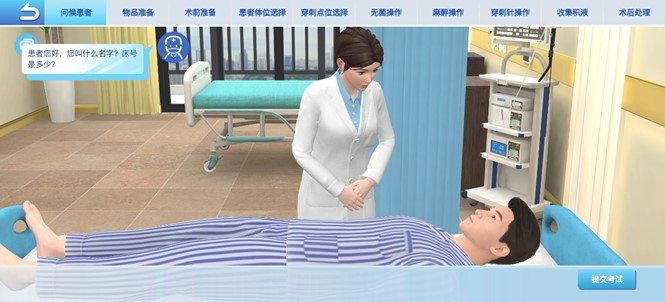 问候患者
物品准备
术前准备
患者体位选择
穿刺点位选择
无菌操作
麻醉操作
穿刺针操作
收集积液
术后处理
患者您好，您叫什么名字？床号
是多少？
提交考试